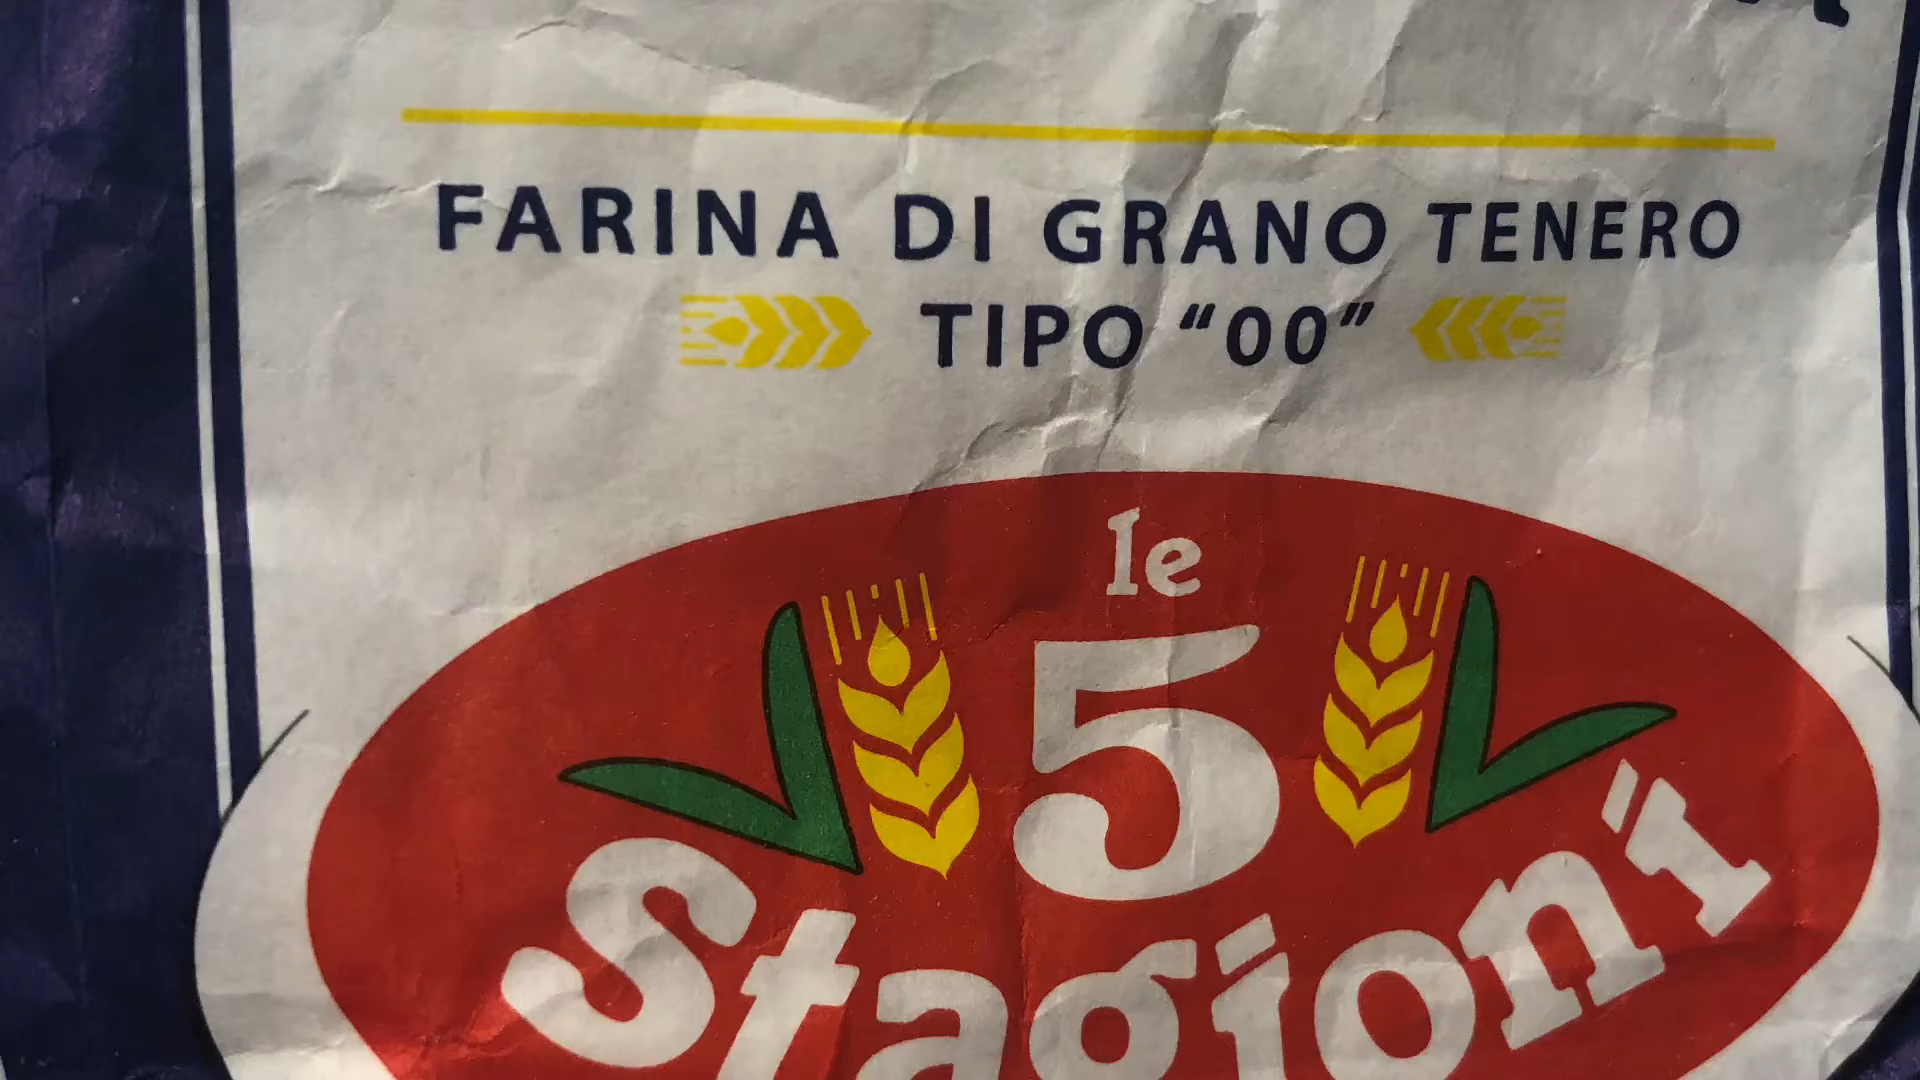 FARINA DI GRANO TENERO
TIPO “00”
le
5
Stagioni